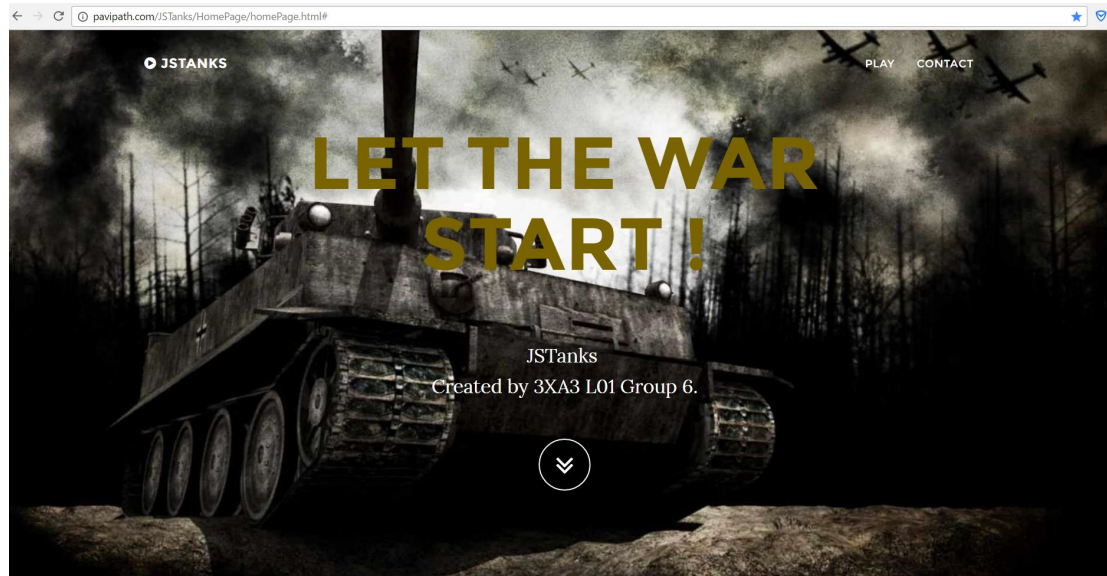 pavipath.com/JSTanks/HomePage/homePage.html#
JSTANKS
PLAY CONTACT
LET THE WAR
START !
JSTanks
Created by 3XA3 L01 Group 6.